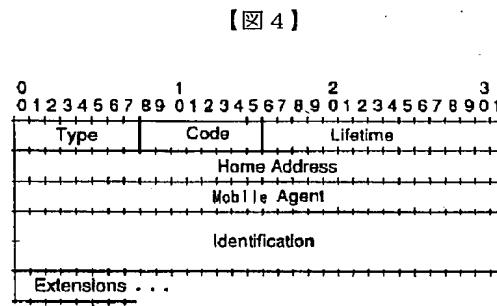 【図4】
0 1 2 3
0 1 2 3 4 5 6 7 8 9 0 1 2 3 4 5 6 7 8 9 0 1 2 3 4 5 6 7 8 9 0 1
Type Code Lifetime
Home Address
Mobile Agent
Identification
Extensions . . .